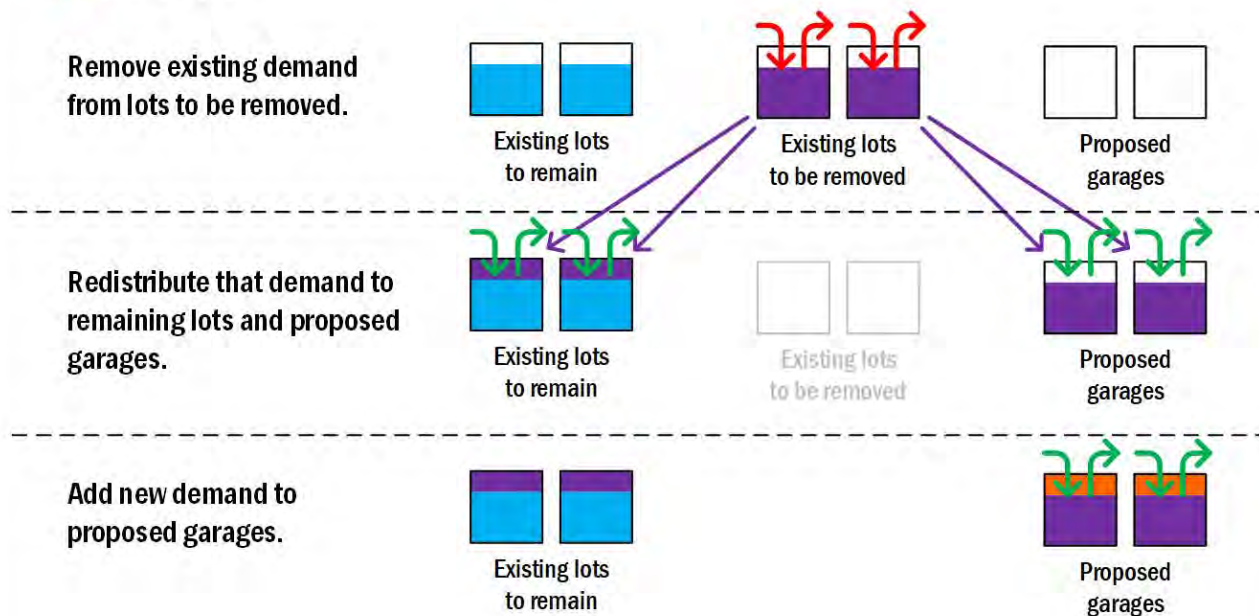 Remove existing demand
from lots to be removed.
Existing lots
to remain
Existing lots
to be removed
Proposed
garages
Redistribute that demand to
remaining lots and proposed
garages.
Existing lots
to remain
Existing lots
to be removed
Proposed
garages
Add new demand to
proposed garages.
Existing lots
to remain
Proposed
garages